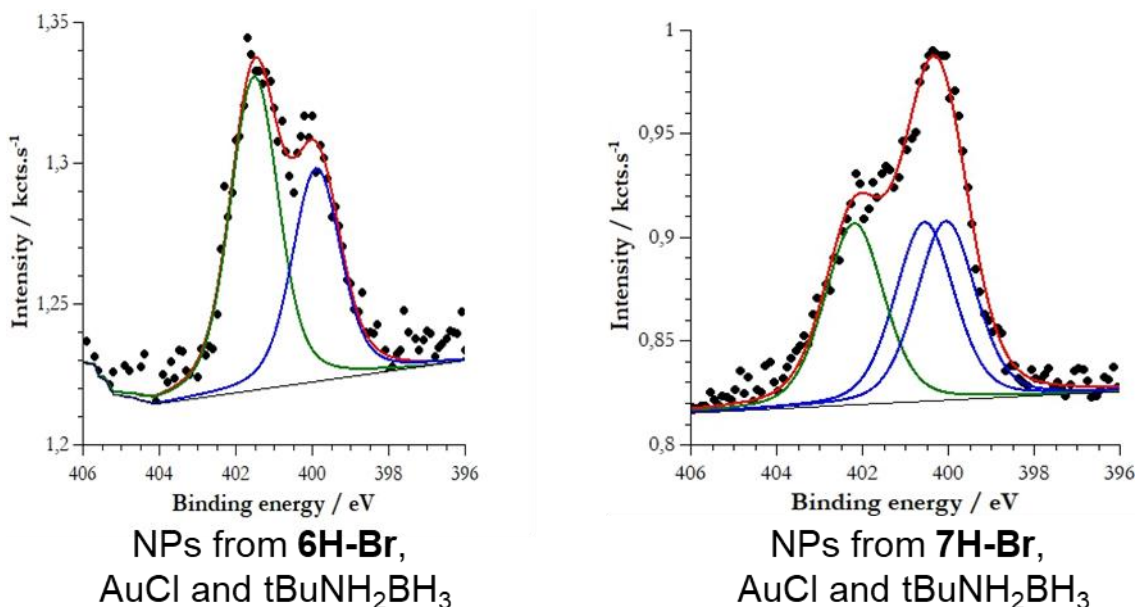 1,35
1,3
1,25
1,2
Intensity / kcts.s⁻¹
406 404 402 400 398 396
Binding energy / eV
NPs from 6H-Br,
AuCl and tBuNH₂BH₃
1
0,95
0,9
0,85
0,8
Intensity / kcts.s⁻¹
406 404 402 400 398 396
Binding energy / eV
NPs from 7H-Br,
AuCl and tBuNH₂BH₃